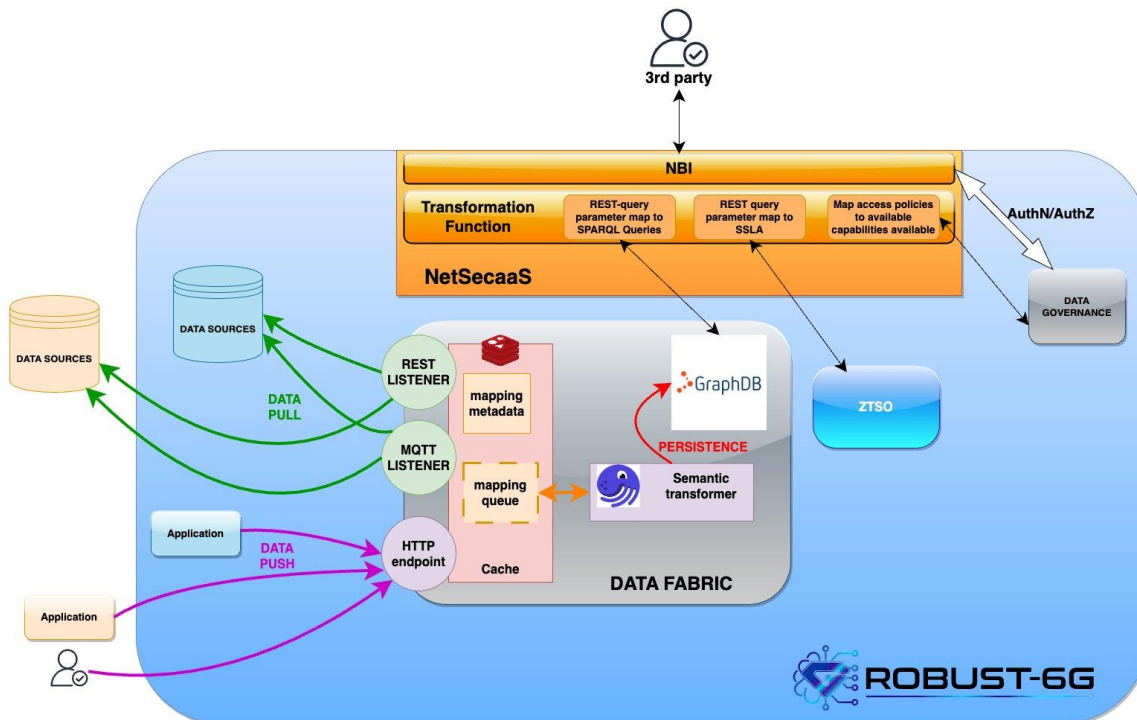 3rd party
NBI
Transformation
Function
REST-query
parameter map to
SPARQL Queries
REST query
parameter map to
SSLA
Map access policies
to available
capabilities available
AuthN/AuthZ
NetSecaaS
DATA
GOVERNANCE
DATA SOURCES
DATA SOURCES
REST
LISTENER
mapping
metadata
GraphDB
ZTSO
DATA
PULL
MQTT
LISTENER
PERSISTENCE
mapping
queue
Semantic
transformer
Application
DATA
PUSH
HTTP
endpoint
Cache
DATA FABRIC
Application
ROBUST-6G